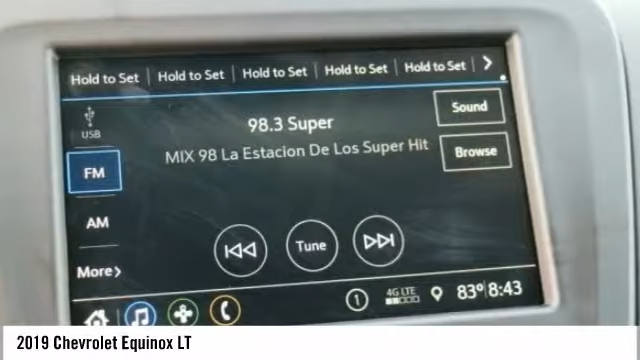 Hold to Set Hold to Set Hold to Set Hold to Set Hold to Set
USB
98.3 Super
Sound
MIX 98 La Estacion De Los Super Hit
Browse
FM
AM
Tune
More
1 4G LTE 83° 8:43
2019 Chevrolet Equinox LT